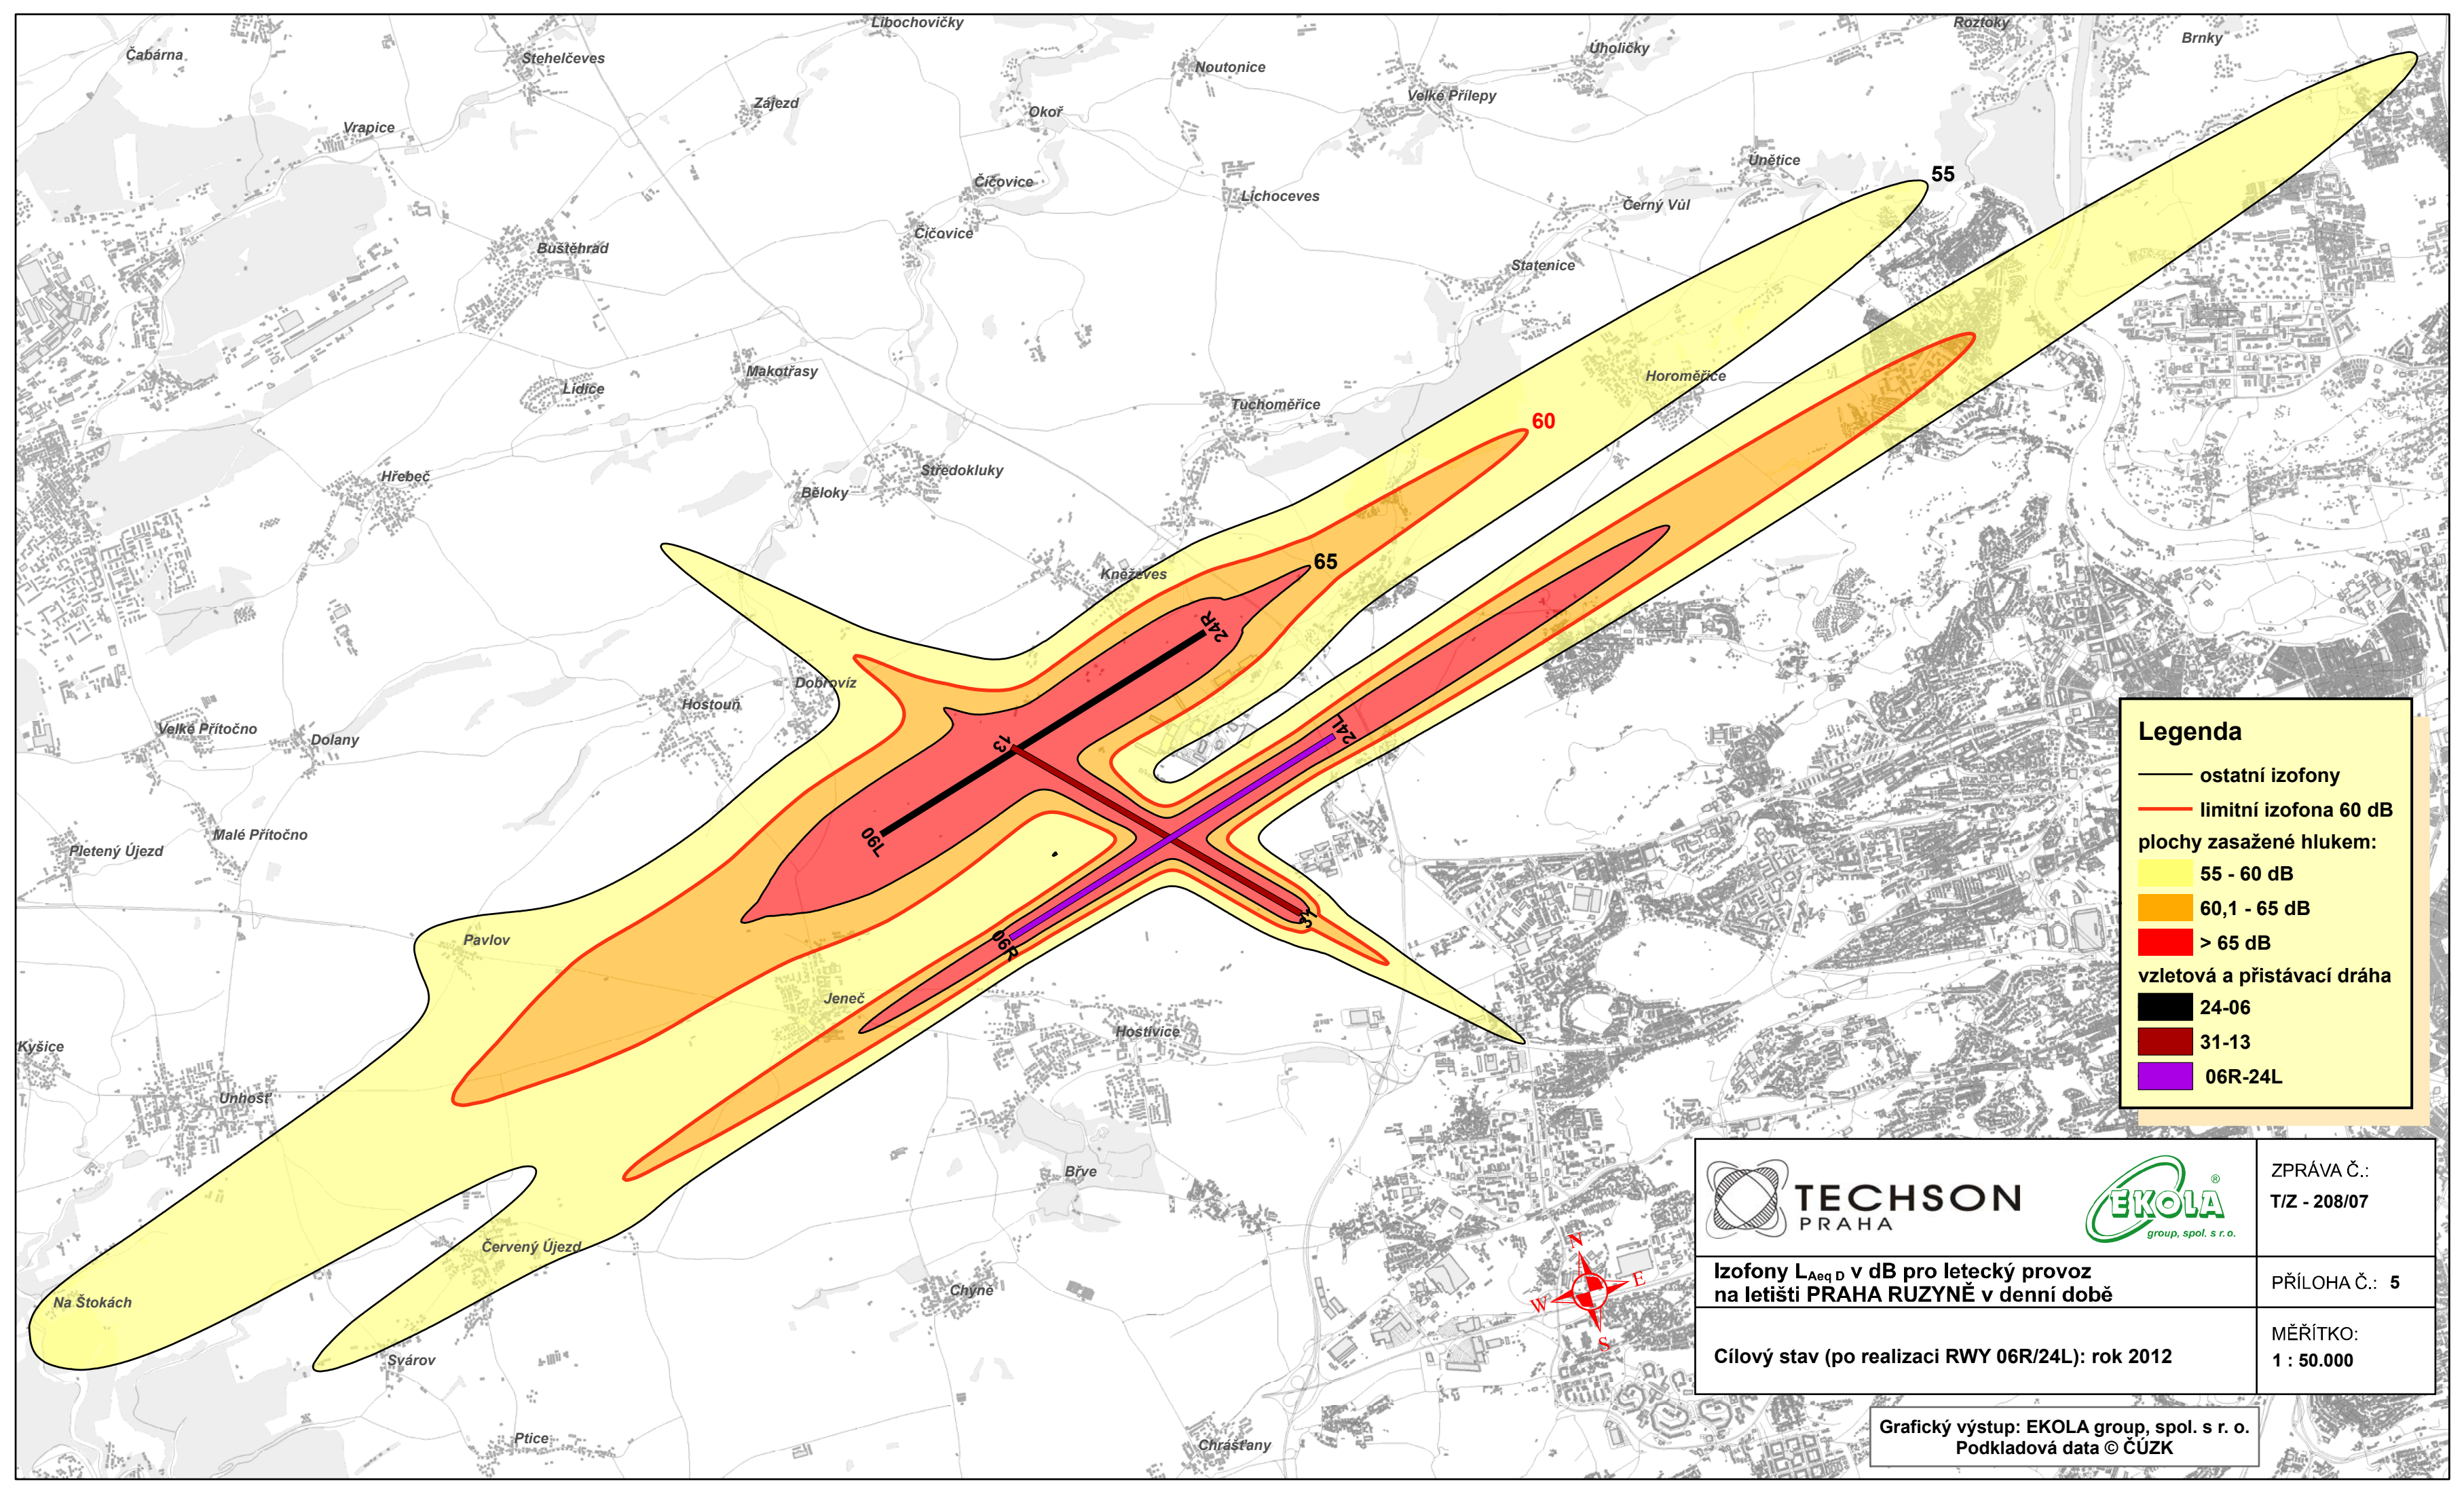 Libochovičky
Roztoky
Brnky
Čabárna
Stehelčeves
Úholičky
Noutonice
Zájezd
Okoř
Velké Přílepy
Vrapice
Únětice
55
Číčovice
Lichoceves
Černý Vůl
Číčovice
Buštěhrad
Statenice
Makotřasy
Lidice
Horoměřice
Tuchoměřice
60
Středokluky
Hřebeč
Běloky
65
Kněževes
24R
Dobrovíz
Hostouň
Velké Přítočno
Dolany
13
24L
Malé Přítočno
06L
Pletený Újezd
31
Pavlov
06R
Jeneč
Hostivice
Kyšice
Unhošť
Břve
Červený Újezd
Chýně
Na Štokách
Svárov
Ptice
Chrášťany
Legenda
ostatní izofony
limitní izofona 60 dB
plochy zasažené hlukem:
55 - 60 dB
60,1 - 65 dB
> 65 dB
vzletová a přistávací dráha
24-06
31-13
06R-24L
N
E
W
S
TECHSON
PRAHA
EKOLA
®
group, spol. s r. o.
ZPRÁVA Č.:
T/Z - 208/07
Izofony LAeq D v dB pro letecký provoz
na letišti PRAHA RUZYNĚ v denní době
PŘÍLOHA Č.: 5
Cílový stav (po realizaci RWY 06R/24L): rok 2012
MĚŘÍTKO:
1 : 50.000
Grafický výstup: EKOLA group, spol. s r. o.
Podkladová data © ČÚZK